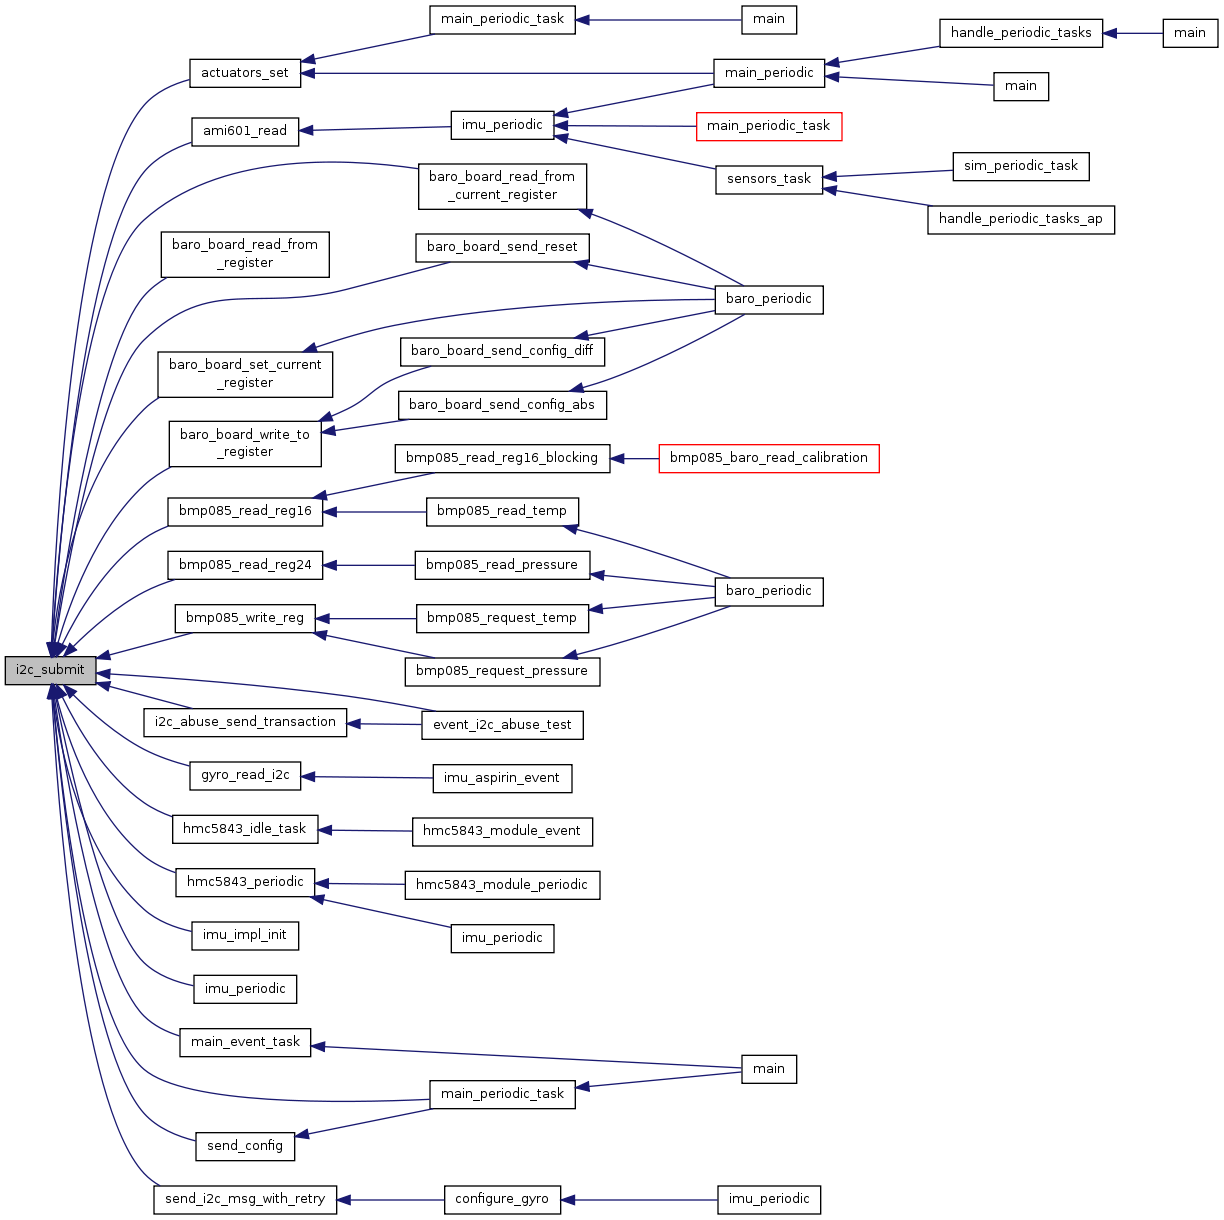 main_periodic_task
main
handle_periodic_tasks
main
actuators_set
main_periodic
main
ami601_read
imu_periodic
main_periodic_task
sensors_task
sim_periodic_task
handle_periodic_tasks_ap
baro_board_read_from
_current_register
baro_board_read_from
_register
baro_board_send_reset
baro_periodic
baro_board_set_current
_register
baro_board_send_config_diff
baro_board_send_config_abs
baro_board_write_to
_register
bmp085_read_reg16_blocking
bmp085_baro_read_calibration
bmp085_read_reg16
bmp085_read_temp
bmp085_read_reg24
bmp085_read_pressure
baro_periodic
bmp085_write_reg
bmp085_request_temp
i2c_submit
bmp085_request_pressure
i2c_abuse_send_transaction
event_i2c_abuse_test
gyro_read_i2c
imu_aspirin_event
hmc5843_idle_task
hmc5843_module_event
hmc5843_periodic
hmc5843_module_periodic
imu_impl_init
imu_periodic
imu_periodic
main_event_task
main
main_periodic_task
send_config
send_i2c_msg_with_retry
configure_gyro
imu_periodic